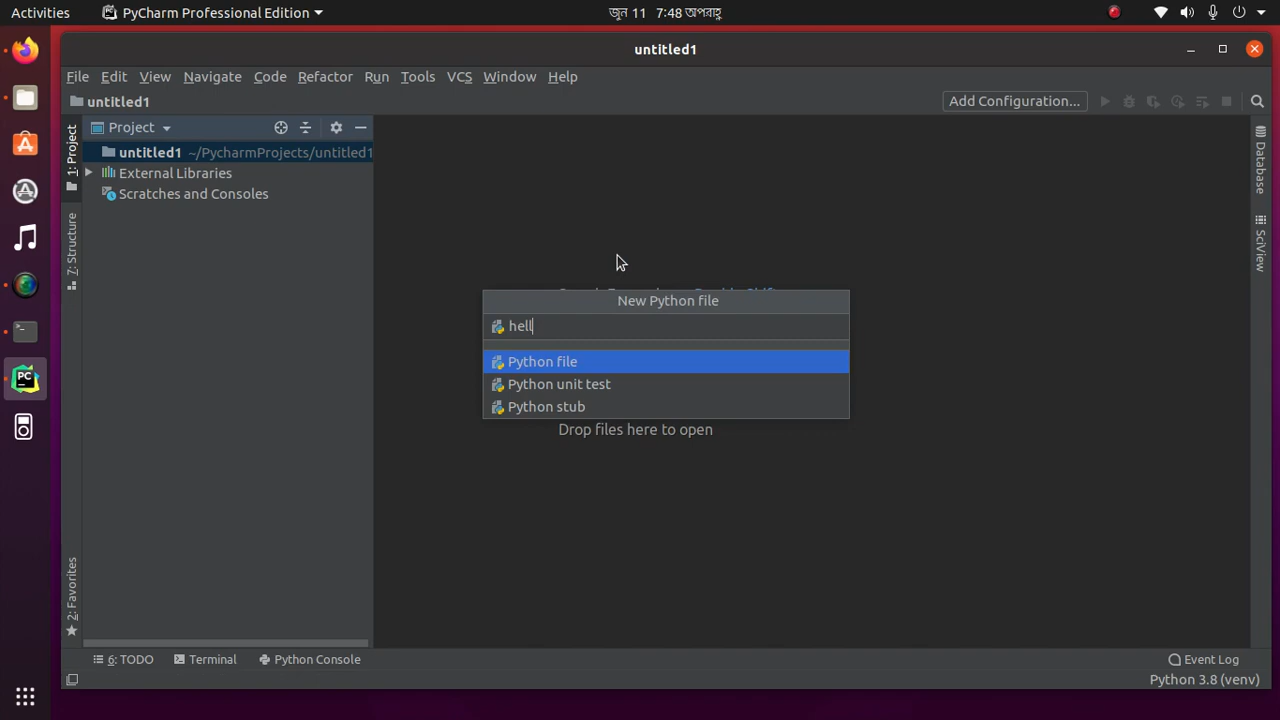 Activities
PyCharm Professional Edition
জুন 11 7:48 অপরাহ্ণ
untitled1
File Edit View Navigate Code Refactor Run Tools VCS Window Help
untitled1
Add Configuration...
1: Project
7: Structure
2: Favorites
Project
untitled1 ~/PycharmProjects/untitled1
External Libraries
Scratches and Consoles
New Python file
hell
Python file
Python unit test
Python stub
Drop files here to open
Database
SciView
6: TODO
Terminal
Python Console
Event Log
Python 3.8 (venv)
PC